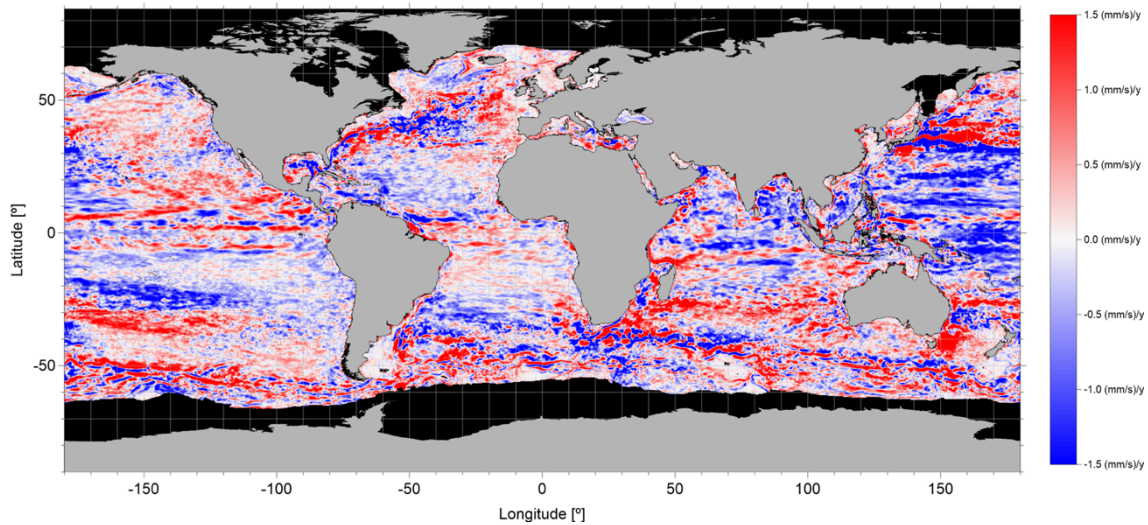 1.5 (mm/s)/y
1.0 (mm/s)/y
0.5 (mm/s)/y
0.0 (mm/s)/y
-0.5 (mm/s)/y
-1.0 (mm/s)/y
-1.5 (mm/s)/y
Latitude [º]
50
0
-50
-150
-100
-50
0
50
100
150
Longitude [º]